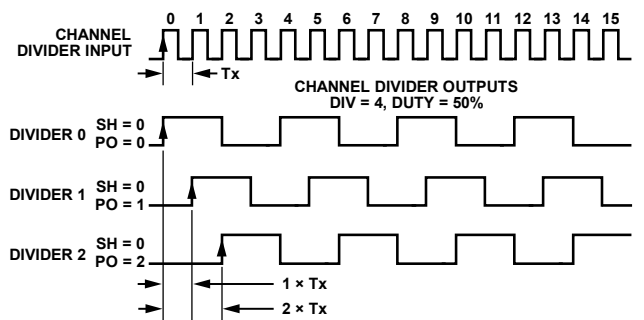 CHANNEL DIVIDER INPUT
0 1 2 3 4 5 6 7 8 9 10 11 12 13 14 15
Tx
CHANNEL DIVIDER OUTPUTS
DIV = 4, DUTY = 50%
DIVIDER 0 SH = 0
PO = 0
DIVIDER 1 SH = 0
PO = 1
DIVIDER 2 SH = 0
PO = 2
1 × Tx
2 × Tx